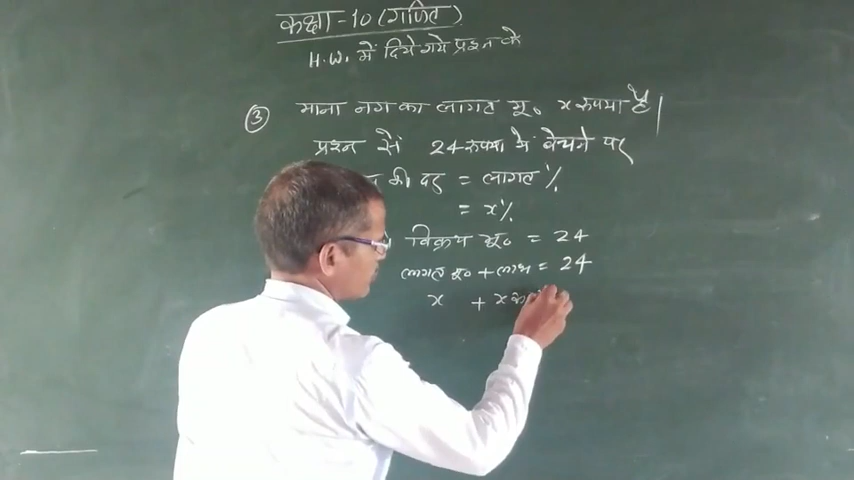 कक्षा-10 (गणित)
H.W. में दिये गये प्रश्न के
③ माना नग का लागत मू० x रुपया है।
प्रश्न से 24 रुपया में बेचने पर
की दर = लागत %
= x%
विक्रय मू० = 24
लागत मू० + लाभ = 24
x + x का